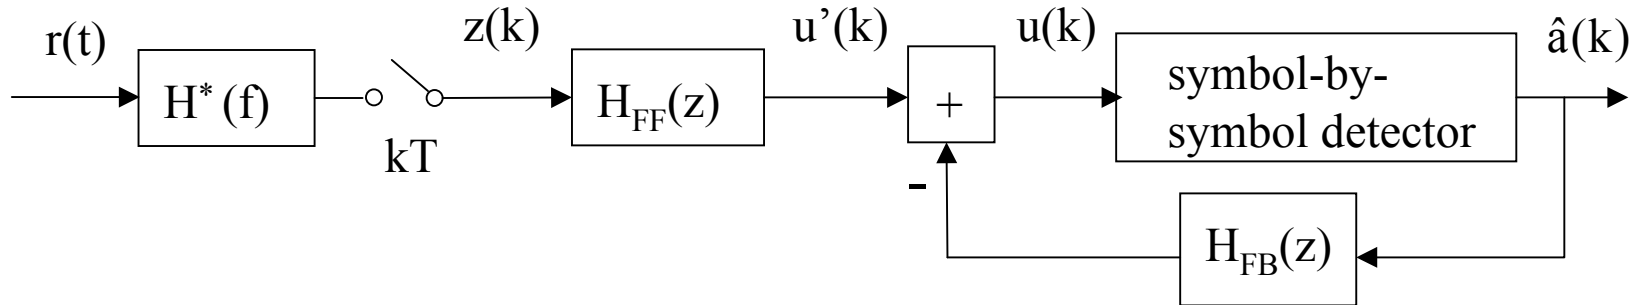 r(t)
H*(f)
kT
z(k)
H_FF(z)
u’(k)
+
-
u(k)
symbol-by-
symbol detector
â(k)
H_FB(z)